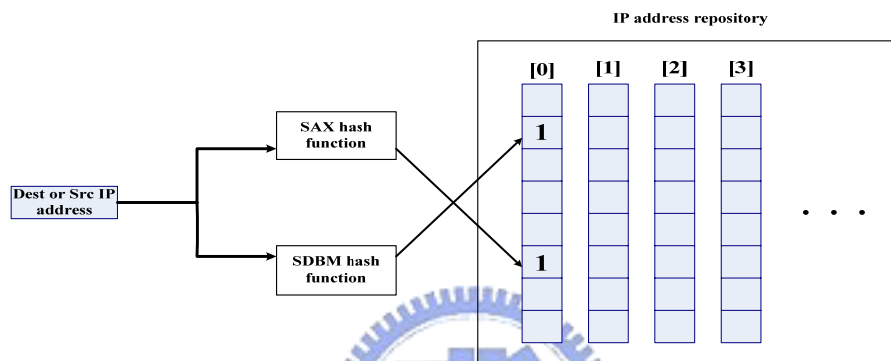 IP address repository
[0] [1] [2] [3]
SAX hash
function
1
Dest or Src IP
address
. . .
SDBM hash
function
1